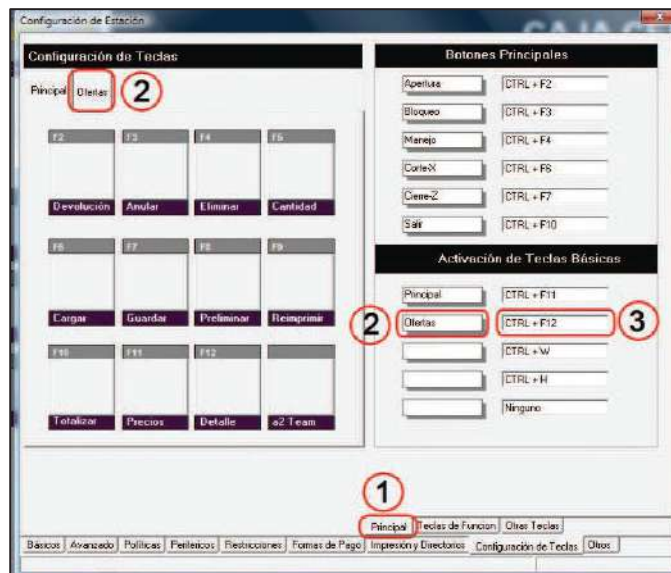 Configuración de Estación
Configuración de Teclas
Principal
Ofertas
2
F2
F3
F4
F5
Devolución
Anular
Eliminar
Cantidad
F6
F7
F8
F9
Cargar
Guardar
Preliminar
Reimprimir
F10
F11
F12
Totalizar
Precios
Detalle
a2 Team
Botones Principales
Apertura
CTRL + F2
Bloqueo
CTRL + F3
Manejo
CTRL + F4
Corte-X
CTRL + F6
Cierre-Z
CTRL + F7
Salir
CTRL + F10
Activación de Teclas Básicas
Principal
CTRL + F11
2
Ofertas
CTRL + F12
3
CTRL + W
CTRL + H
Ninguno
1
Principal
Teclas de Funcion
Otras Teclas
Básicos
Avanzado
Políticas
Periféricos
Restricciones
Formas de Pago
Impresión y Directorios
Configuración de Teclas
Otros